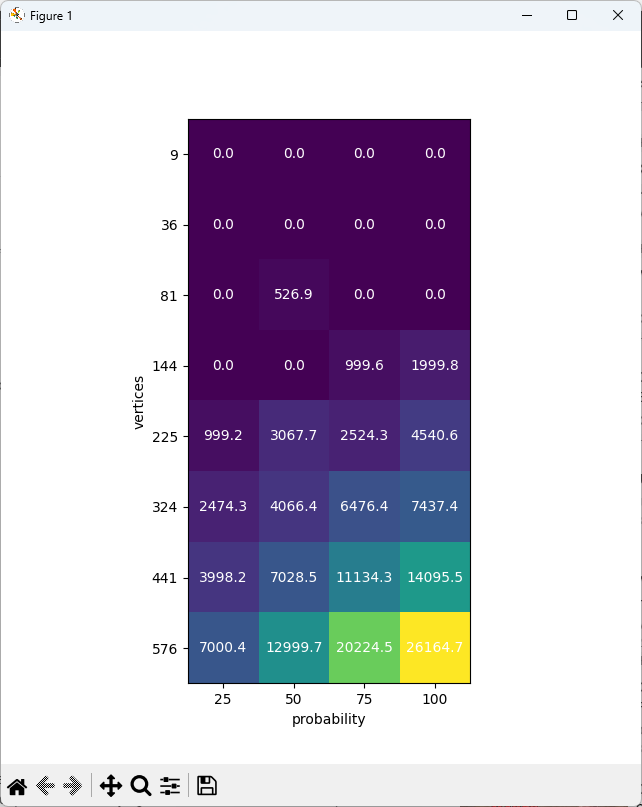 Figure 1
9 0.0 0.0 0.0 0.0
36 0.0 0.0 0.0 0.0
81 0.0 526.9 0.0 0.0
144 0.0 0.0 999.6 1999.8
vertices
225 999.2 3067.7 2524.3 4540.6
324 2474.3 4066.4 6476.4 7437.4
441 3998.2 7028.5 11134.3 14095.5
576 7000.4 12999.7 20224.5 26164.7
25 50 75 100
probability